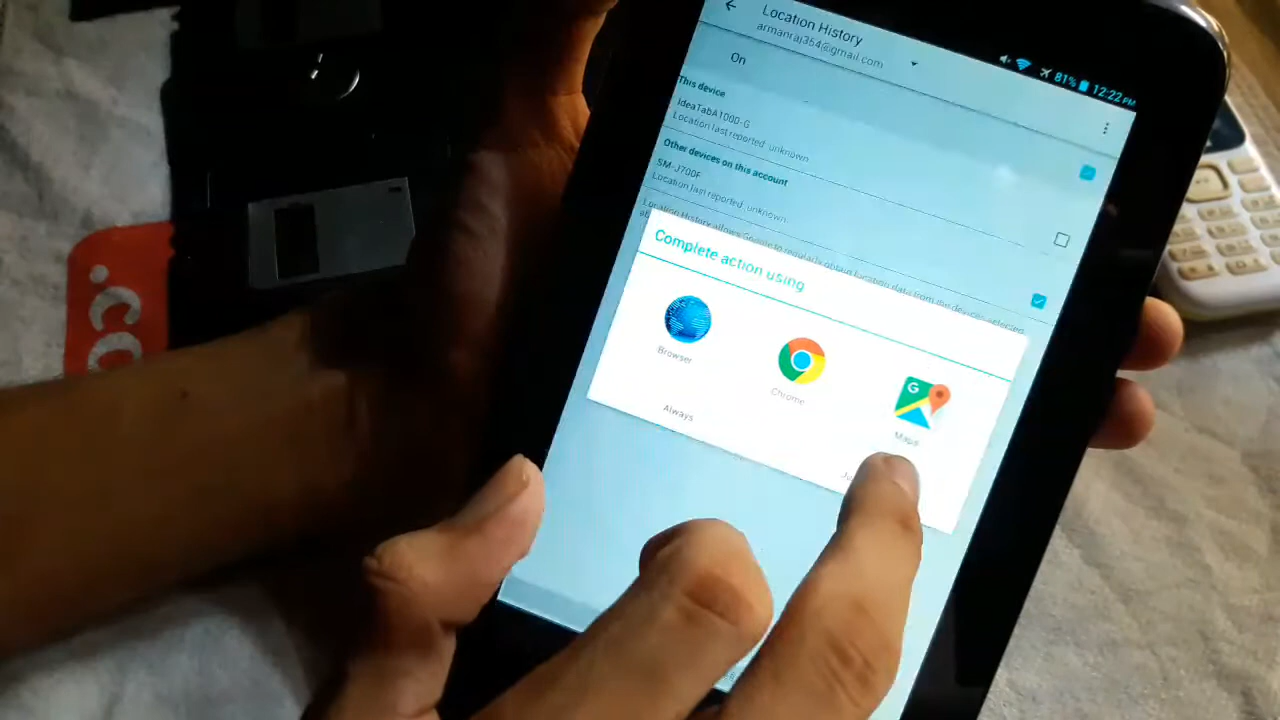 Location History
armanraj354@gmail.com
81% 12:22 PM
On
This device
IdeaTabA1000-G
Location last reported unknown
Other devices on this account
SM-J700F
Location last reported unknown
Location History allows Google to regularly obtain location data from the devices selected
Complete action using
Browser
Chrome
G
Maps
Always
.co